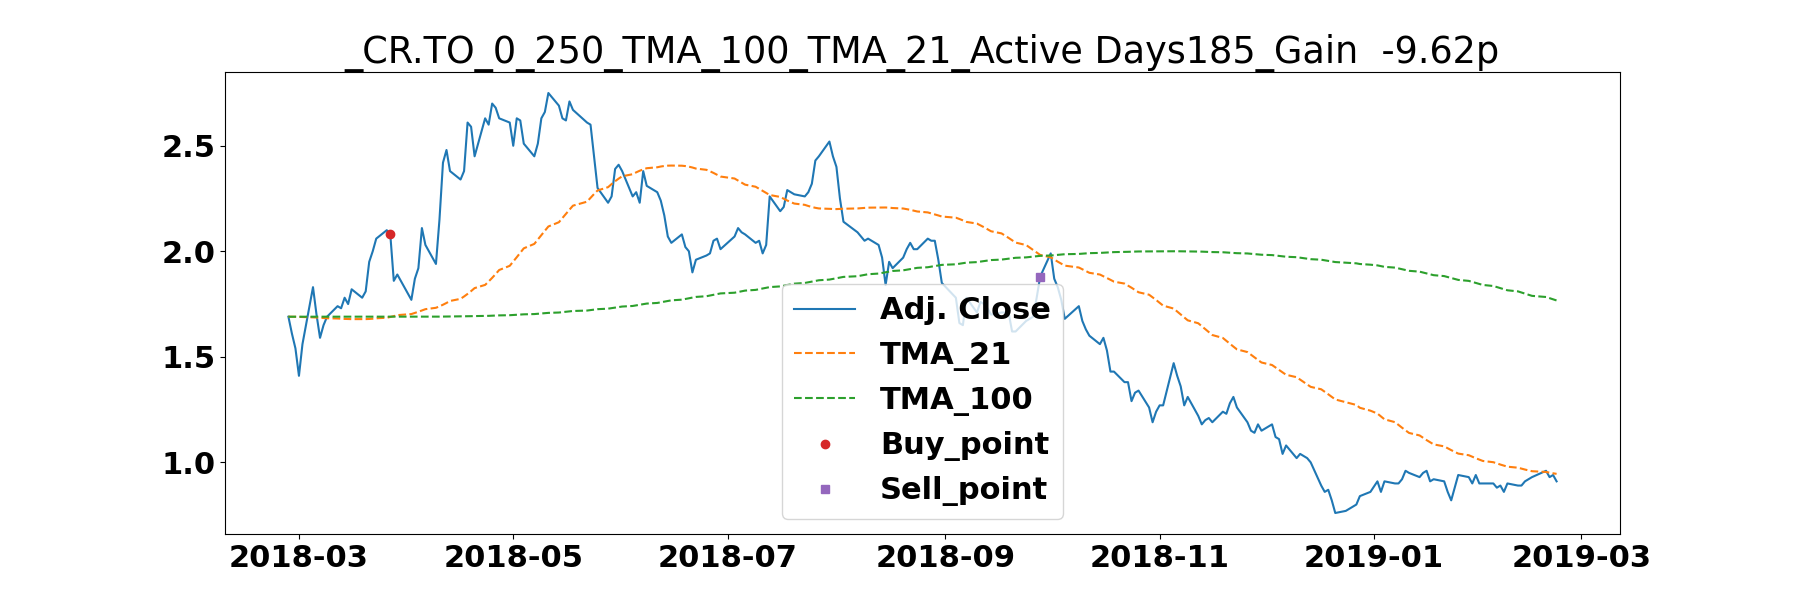 _CR.TO_0_250_TMA_100_TMA_21_Active Days185_Gain  -9.62p
2.5
2.0
1.5
1.0
Adj. Close
TMA_21
TMA_100
Buy_point
Sell_point
2018-03 2018-05 2018-07 2018-09 2018-11 2019-01 2019-03